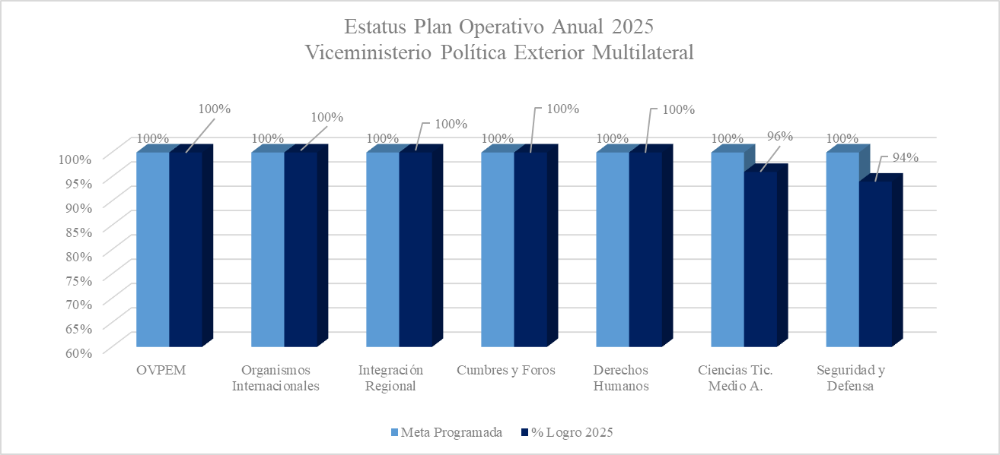 Estatus Plan Operativo Anual 2025
Viceministerio Política Exterior Multilateral
100%
100%
100%
100%
100%
100%
100%
100%
100%
100%
100%
96%
100%
94%
100%
95%
90%
85%
80%
75%
70%
65%
60%
OVPEM
Organismos
Internacionales
Integración
Regional
Cumbres y Foros
Derechos
Humanos
Ciencias Tic.
Medio A.
Seguridad y
Defensa
Meta Programada
% Logro 2025